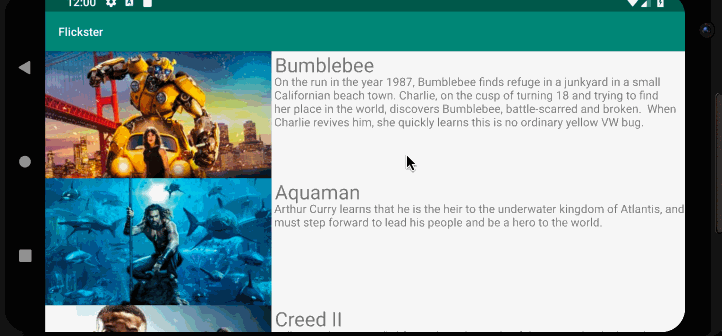 12:00
Flickster
Bumblebee
On the run in the year 1987, Bumblebee finds refuge in a junkyard in a small
Californian beach town. Charlie, on the cusp of turning 18 and trying to find
her place in the world, discovers Bumblebee, battle-scarred and broken.  When
Charlie revives him, she quickly learns this is no ordinary yellow VW bug.
Aquaman
Arthur Curry learns that he is the heir to the underwater kingdom of Atlantis, and
must step forward to lead his people and be a hero to the world.
Creed II